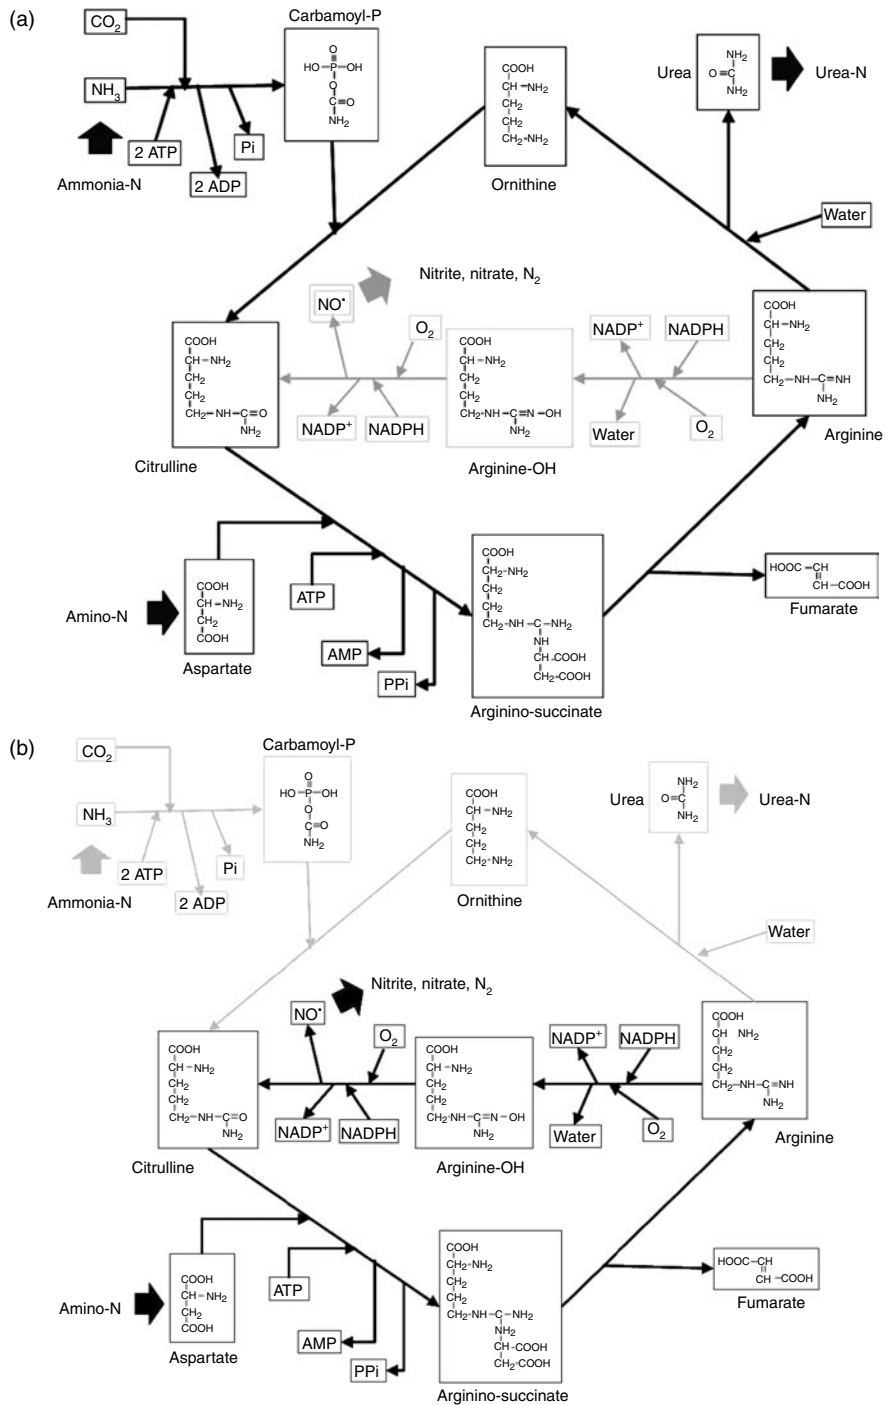 (a)
CO2
NH3
2 ATP
2 ADP
Pi
Ammonia-N
Carbamoyl-P
O
HO—P—OH
O
C=O
NH2
COOH
CH—NH2
CH2
CH2
CH2—NH2
Ornithine
Urea
NH2
O=C
NH2
Urea-N
Water
Nitrite, nitrate, N2
NO•
O2
NADP+
NADPH
COOH
CH—NH2
CH2
CH2
CH2—NH—C=O
NH2
Citrulline
NADP+
NADPH
COOH
CH—NH2
CH2
CH2
CH2—NH—C=N—OH
NH2
Arginine-OH
Water
O2
COOH
CH—NH2
CH2
CH2
CH2—NH—C=NH
NH2
Arginine
Amino-N
COOH
CH—NH2
CH2
COOH
Aspartate
ATP
AMP
PPi
COOH
CH2-NH2
CH2
CH2
CH2—NH—C—NH2
NH
CH-COOH
CH2-COOH
Arginino-succinate
HOOC—CH
CH—COOH
Fumarate
(b)
CO2
NH3
2 ATP
2 ADP
Pi
Ammonia-N
Carbamoyl-P
O
HO—P—OH
O
C=O
NH2
COOH
CH—NH2
CH2
CH2
CH2—NH2
Ornithine
Urea
NH2
O=C
NH2
Urea-N
Water
Nitrite, nitrate, N2
NO•
O2
NADP+
NADPH
COOH
CH—NH2
CH2
CH2
CH2—NH—C=O
NH2
Citrulline
NADP+
NADPH
COOH
CH—NH2
CH2
CH2
CH2—NH—C=N—OH
NH2
Arginine-OH
Water
O2
COOH
CH NH2
CH2
CH2
CH2—NH—C=NH
NH2
Arginine
Amino-N
COOH
CH—NH2
CH2
COOH
Aspartate
ATP
AMP
PPi
COOH
CH2-NH2
CH2
CH2
CH2—NH—C—NH2
NH2
CH-COOH
CH2-COOH
Arginino-succinate
HOOC—CH
CH—COOH
Fumarate